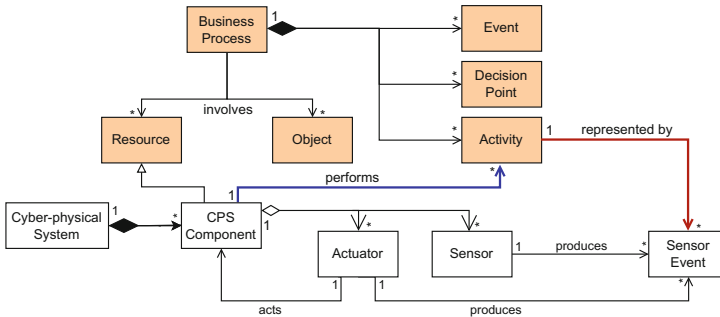 Business
Process
1
*
Event
*
Decision
Point
*
involves
*
Resource
Object
*
Activity
1
represented by
performs
*
1
Cyber-physical
System
1
*
CPS
Component
1
*
Actuator
*
Sensor
1
produces
*
*
Sensor
Event
*
1
1
acts
produces